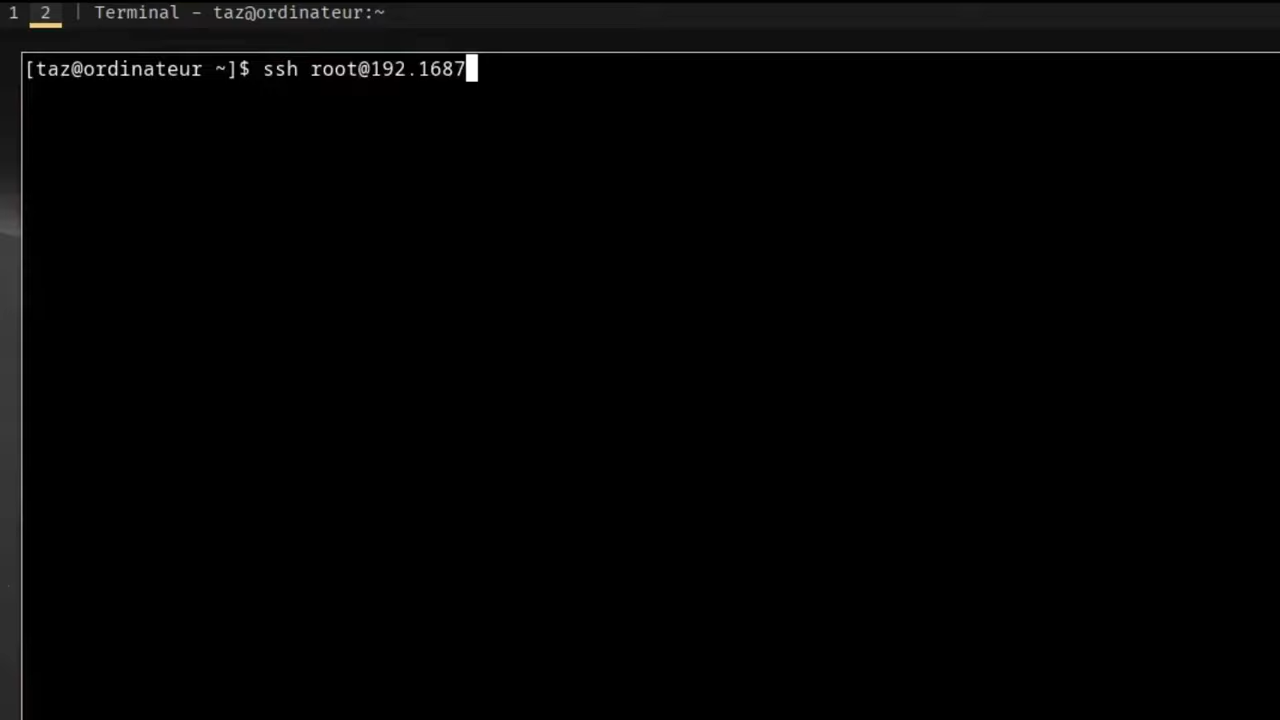 1 2 | Terminal - taz@ordinateur:~
[taz@ordinateur ~]$ ssh root@192.1687